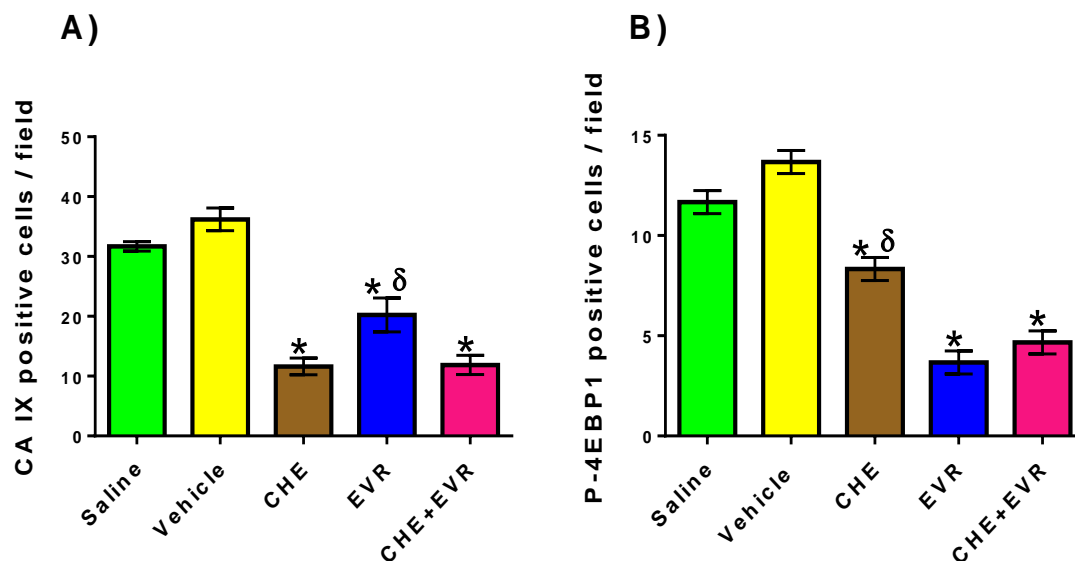 A)
CA IX positive cells / field
50
40
30
20
10
0
*
* δ
*
Saline
Vehicle
CHE
EVR
CHE+EVR
B)
P-4EBP1 positive cells / field
15
10
5
0
* δ
*
*
Saline
Vehicle
CHE
EVR
CHE+EVR